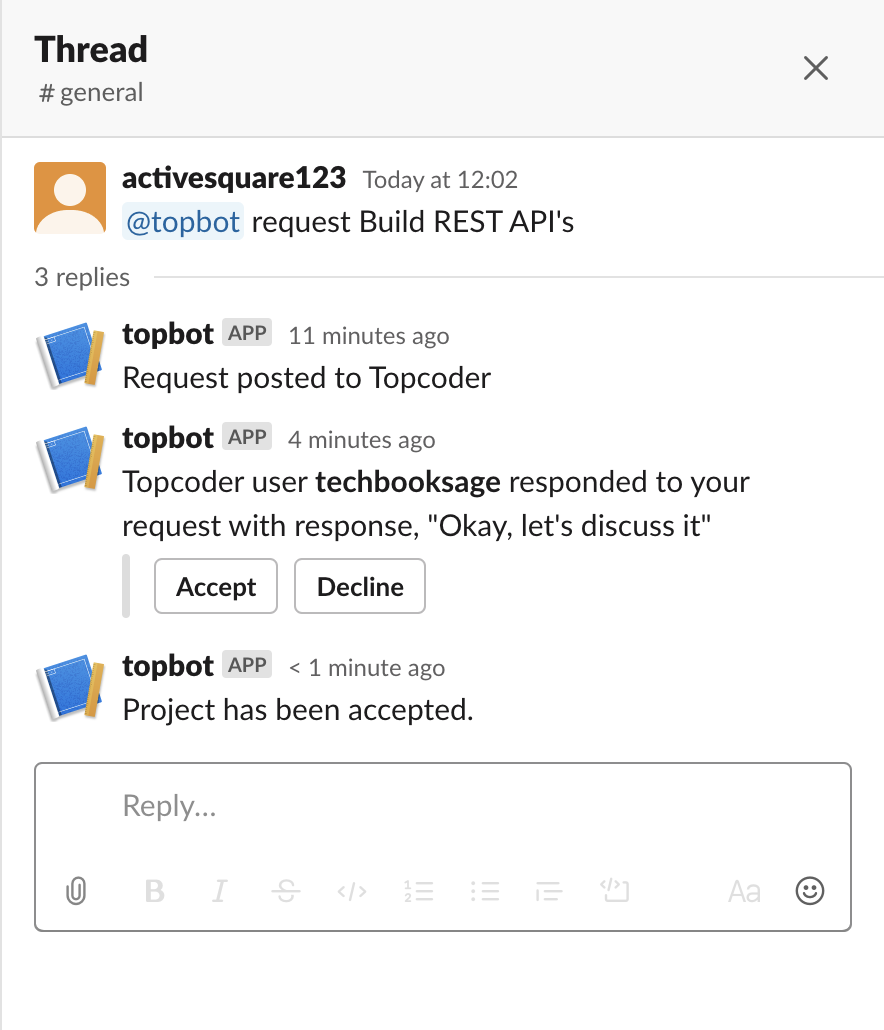 Thread
# general
activesquare123 Today at 12:02
@topbot request Build REST API's
3 replies
topbot APP 11 minutes ago
Request posted to Topcoder
topbot APP 4 minutes ago
Topcoder user techbooksage responded to your
request with response, "Okay, let's discuss it"
Accept Decline
topbot APP < 1 minute ago
Project has been accepted.
Reply...
B I S </> Aa